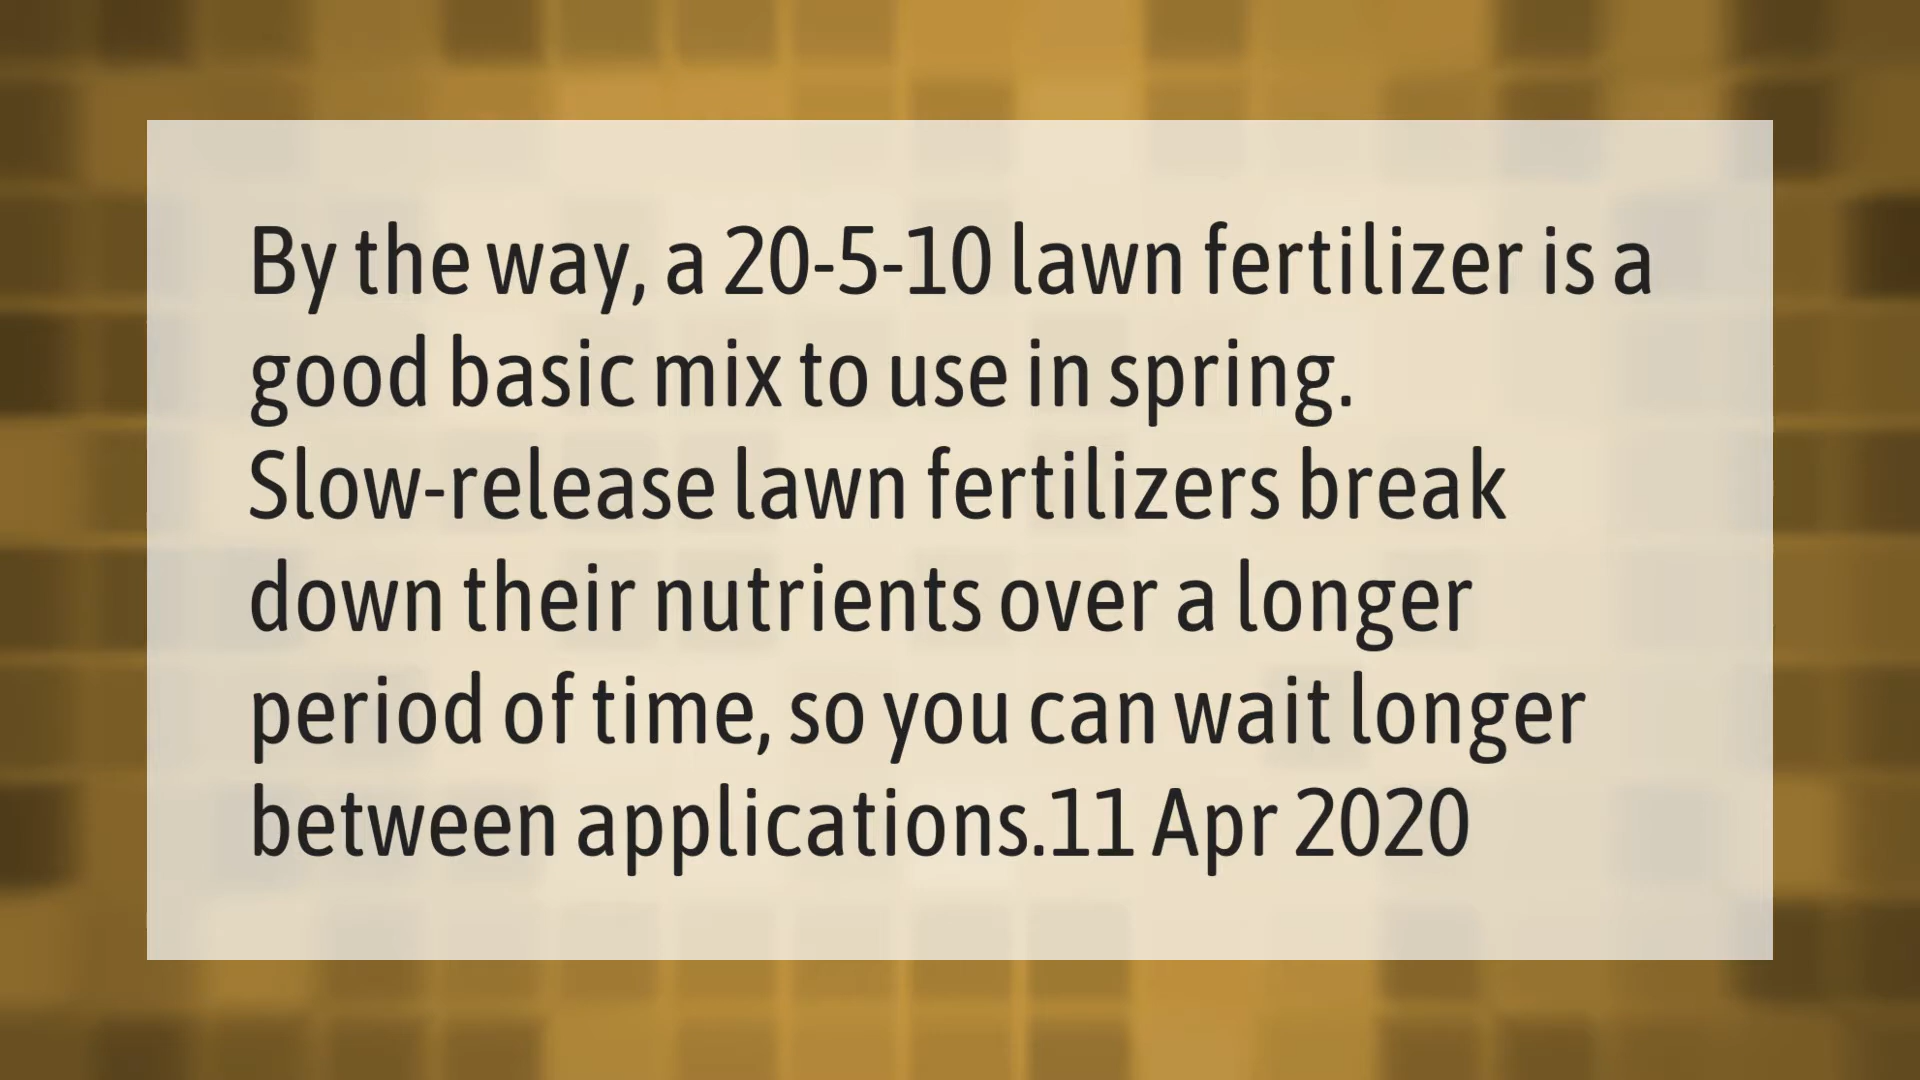 By the way, a 20-5-10 lawn fertilizer is a
good basic mix to use in spring.
Slow-release lawn fertilizers break
down their nutrients over a longer
period of time, so you can wait longer
between applications.11 Apr 2020